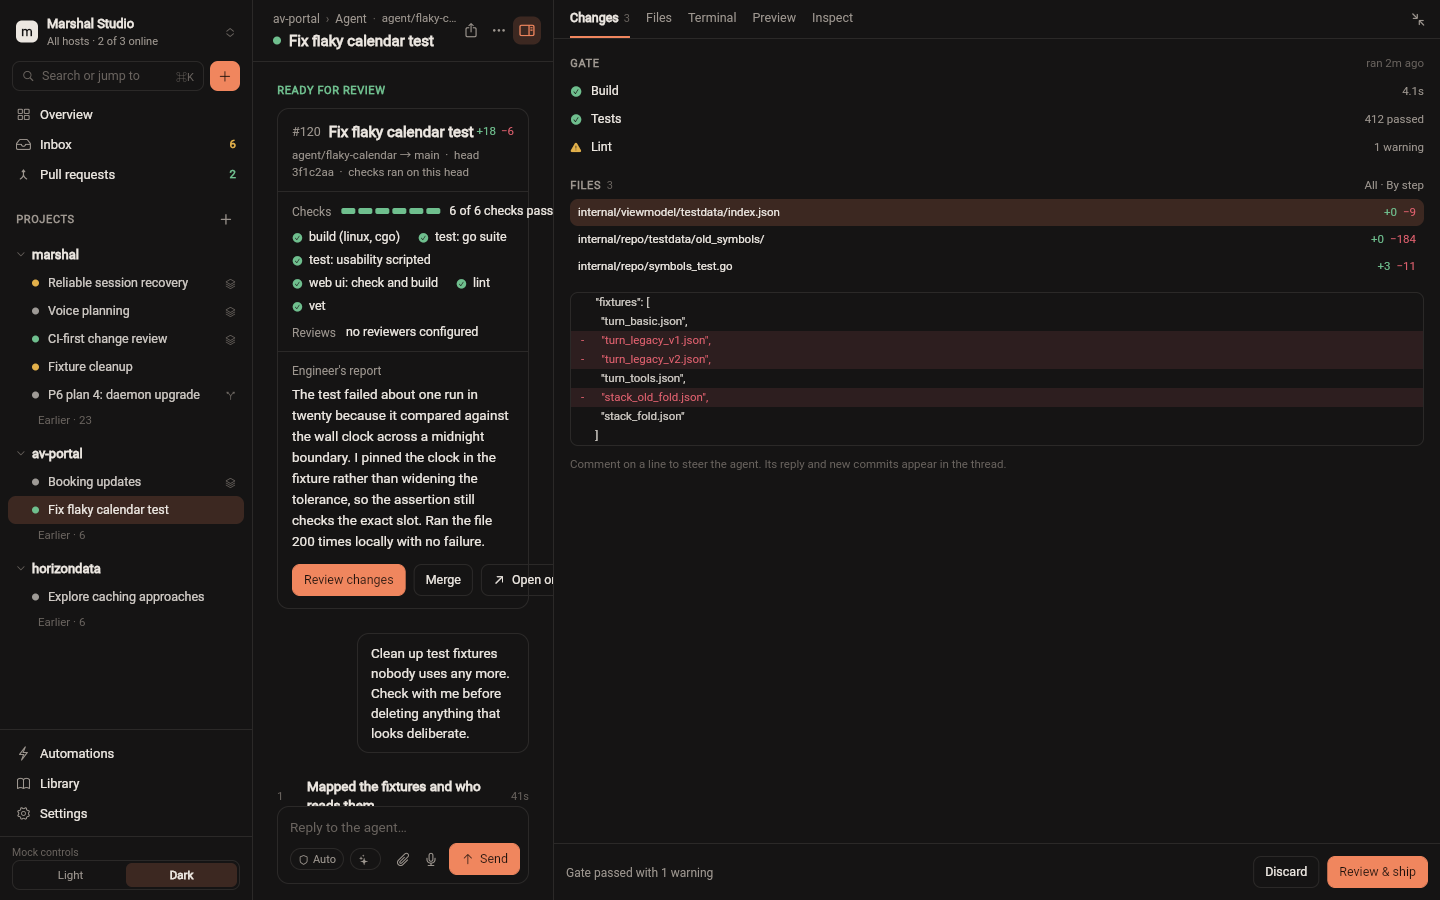 m
Marshal Studio
All hosts · 2 of 3 online
Search or jump to
⌘K
+
Overview
Inbox 6
Pull requests 2
PROJECTS +
marshal
Reliable session recovery
Voice planning
CI-first change review
Fixture cleanup
P6 plan 4: daemon upgrade
Earlier · 23
av-portal
Booking updates
Fix flaky calendar test
Earlier · 6
horizondata
Explore caching approaches
Earlier · 6
Automations
Library
Settings
Mock controls
Light
Dark
av-portal › Agent · agent/flaky-c...
Fix flaky calendar test
READY FOR REVIEW
#120 Fix flaky calendar test +18 −6
agent/flaky-calendar → main · head
3f1c2aa · checks ran on this head
Checks 6 of 6 checks pass
build (linux, cgo) test: go suite
test: usability scripted
web ui: check and build lint
vet
Reviews no reviewers configured
Engineer's report
The test failed about one run in
twenty because it compared against
the wall clock across a midnight
boundary. I pinned the clock in the
fixture rather than widening the
tolerance, so the assertion still
checks the exact slot. Ran the file
200 times locally with no failure.
Review changes
Merge
Open or
Clean up test fixtures
nobody uses any more.
Check with me before
deleting anything that
looks deliberate.
1 Mapped the fixtures and who 41s
reads them
Reply to the agent...
Auto
Send
Changes 3 Files Terminal Preview Inspect
GATE ran 2m ago
Build 4.1s
Tests 412 passed
Lint 1 warning
FILES 3 All · By step
internal/viewmodel/testdata/index.json +0 −9
internal/repo/testdata/old_symbols/ +0 −184
internal/repo/symbols_test.go +3 −11
"fixtures": [
"turn_basic.json",
- "turn_legacy_v1.json",
- "turn_legacy_v2.json",
"turn_tools.json",
- "stack_old_fold.json",
"stack_fold.json"
]
Comment on a line to steer the agent. Its reply and new commits appear in the thread.
Gate passed with 1 warning
Discard
Review & ship